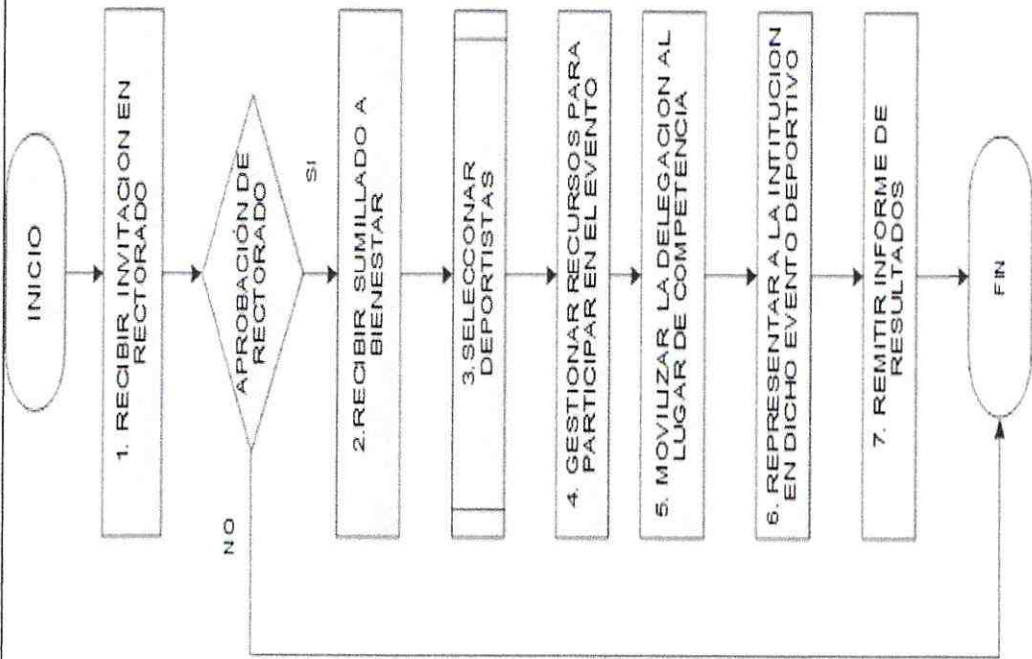 INICIO
1. RECIBIR INVITACION EN
RECTORADO
APROBACIÓN DE
RECTORADO
NO
SI
2.RECIBIR SUMILLADO A
BIENESTAR
3.SELECCONAR
DEPORTISTAS
4. GESTIONAR RECURSOS PARA
PARTICIPAR EN EL EVENTO
5. MOVILIZAR LA DELEGACION AL
LUGAR DE COMPETENCIA
6. REPRESENTAR A LA INTITUCION
EN DICHO EVENTO DEPORTIVO
7. REMITIR INFORME DE
RESULTADOS
FIN